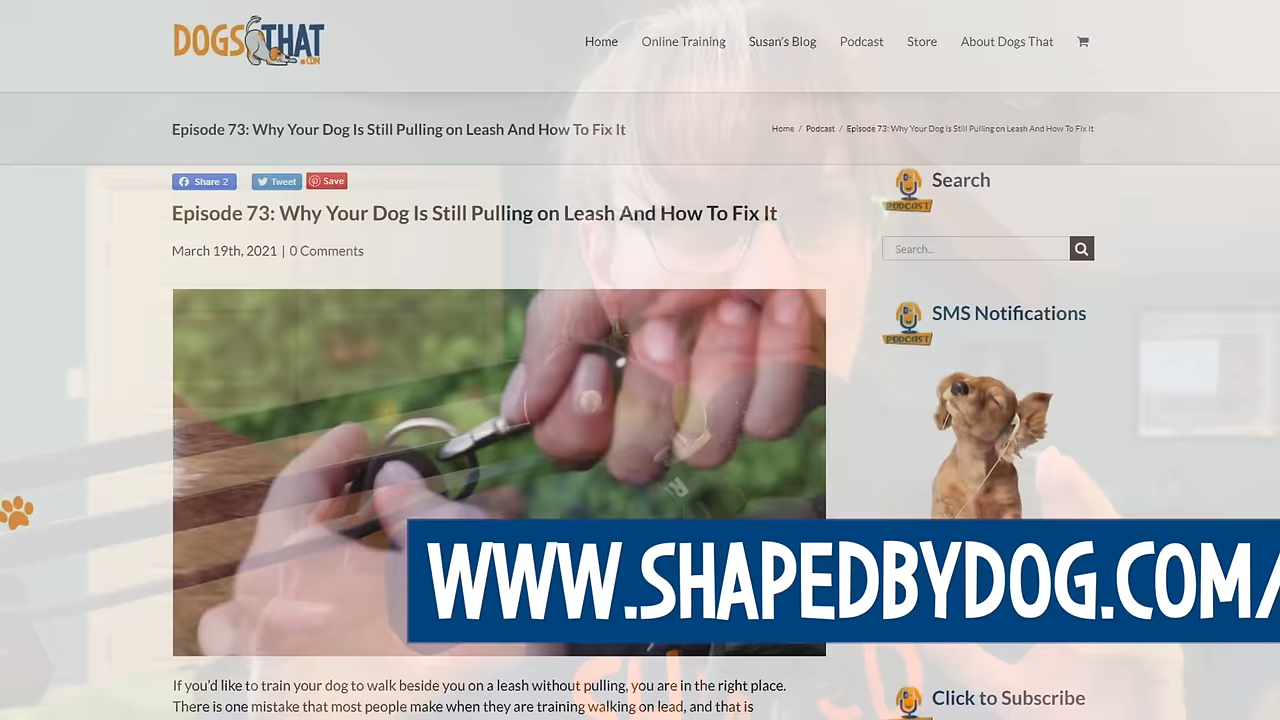 DOGS THAT
.COM
Home Online Training Susan's Blog Podcast Store About Dogs That
Episode 73: Why Your Dog Is Still Pulling on Leash And How To Fix It
Home / Podcast / Episode 73: Why Your Dog Is Still Pulling on Leash And How To Fix It
Share 2 Tweet Save
Episode 73: Why Your Dog Is Still Pulling on Leash And How To Fix It
March 19th, 2021 | 0 Comments
PODCAST
Search
Search...
PODCAST
SMS Notifications
WWW.SHAPEDBYDOG.COM/
If you'd like to train your dog to walk beside you on a leash without pulling, you are in the right place.
There is one mistake that most people make when they are training walking on lead, and that is
Click to Subscribe